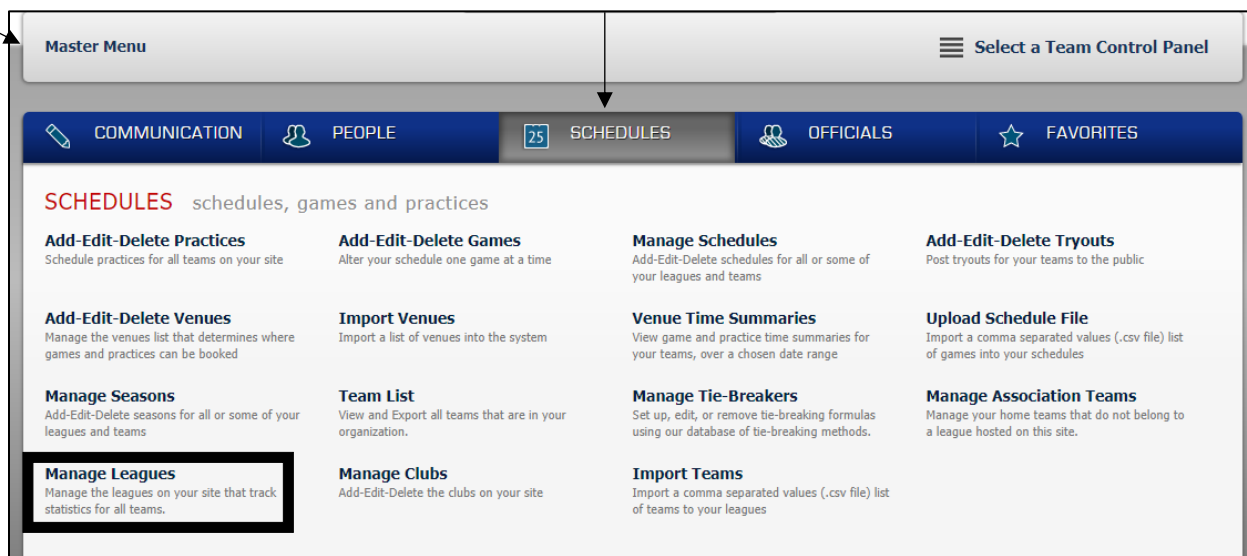 Master Menu
Select a Team Control Panel
COMMUNICATION
PEOPLE
25
SCHEDULES
OFFICIALS
FAVORITES
SCHEDULES schedules, games and practices
Add-Edit-Delete Practices
Schedule practices for all teams on your site
Add-Edit-Delete Games
Alter your schedule one game at a time
Manage Schedules
Add-Edit-Delete schedules for all or some of
your leagues and teams
Add-Edit-Delete Tryouts
Post tryouts for your teams to the public
Add-Edit-Delete Venues
Manage the venues list that determines where
games and practices can be booked
Import Venues
Import a list of venues into the system
Venue Time Summaries
View game and practice time summaries for
your teams, over a chosen date range
Upload Schedule File
Import a comma separated values (.csv file) list
of games into your schedules
Manage Seasons
Add-Edit-Delete seasons for all or some of your
leagues and teams
Team List
View and Export all teams that are in your
organization.
Manage Tie-Breakers
Set up, edit, or remove tie-breaking formulas
using our database of tie-breaking methods.
Manage Association Teams
Manage your home teams that do not belong to
a league hosted on this site.
Manage Leagues
Manage the leagues on your site that track
statistics for all teams.
Manage Clubs
Add-Edit-Delete the clubs on your site
Import Teams
Import a comma separated values (.csv file) list
of teams to your leagues